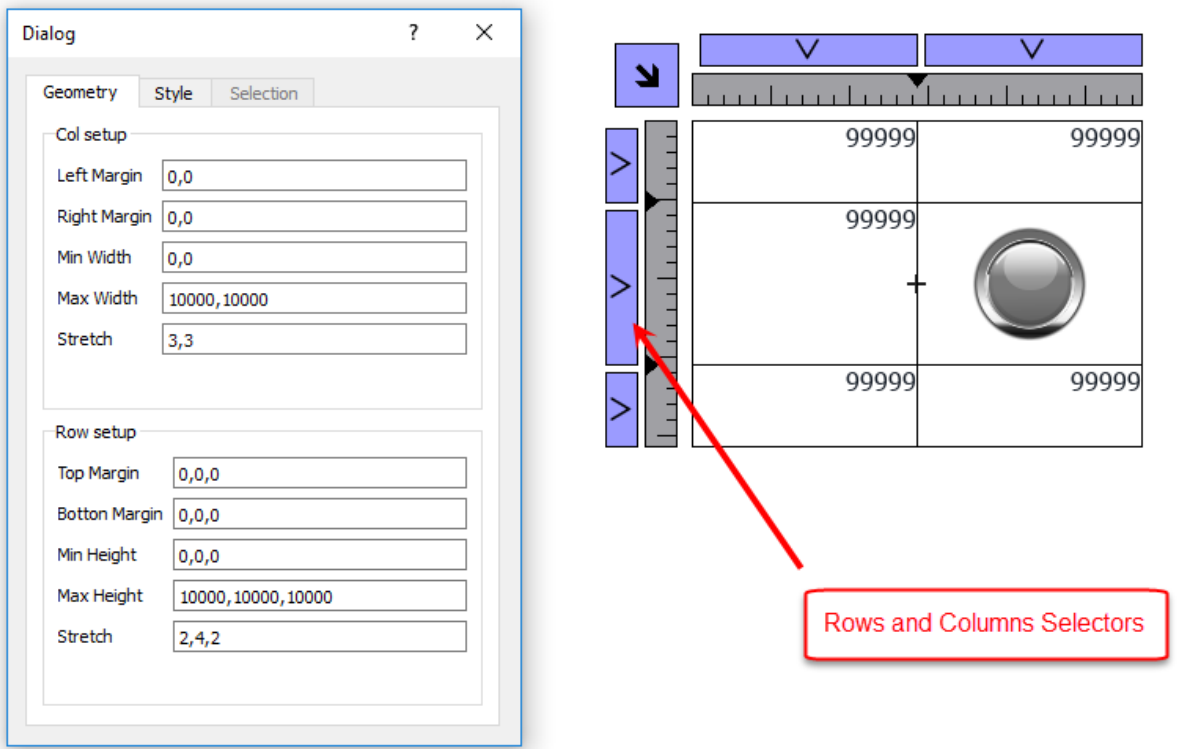 Dialog ?
Geometry Style Selection
Col setup
Left Margin 0,0
Right Margin 0,0
Min Width 0,0
Max Width 10000,10000
Stretch 3,3
Row setup
Top Margin 0,0,0
Botton Margin 0,0,0
Min Height 0,0,0
Max Height 10000,10000,10000
Stretch 2,4,2
99999 99999
99999
99999 99999
Rows and Columns Selectors